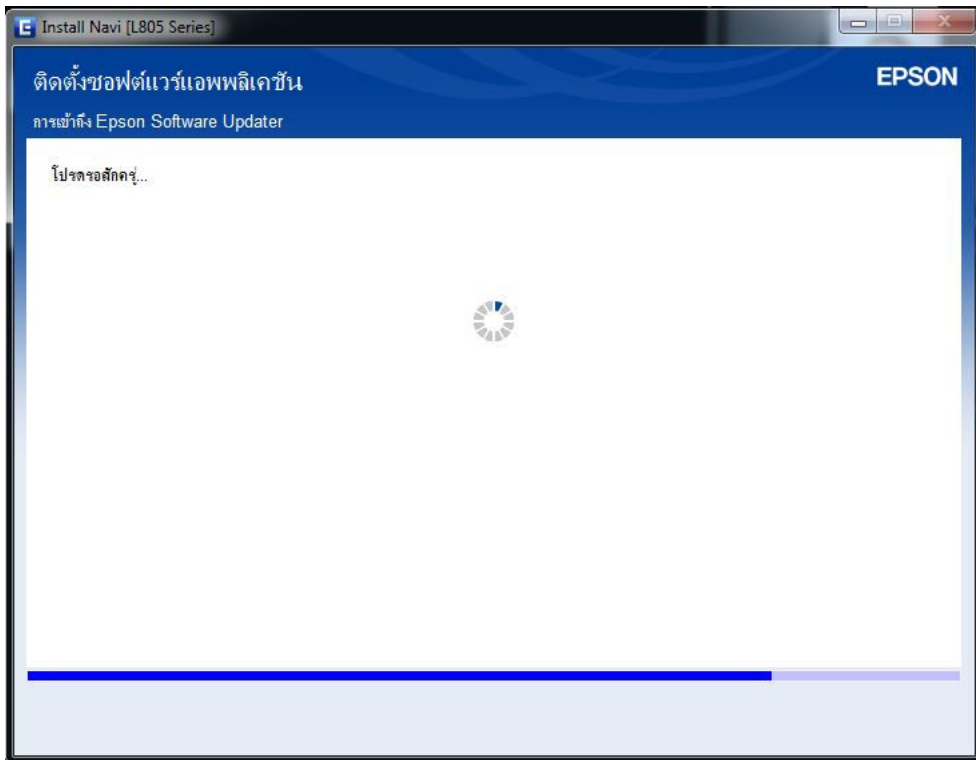 Install Navi [L805 Series]
ติดตั้งซอฟต์แวร์แอพพลิเคชัน
EPSON
การเข้าถึง Epson Software Updater
โปรดรอสักครู่...